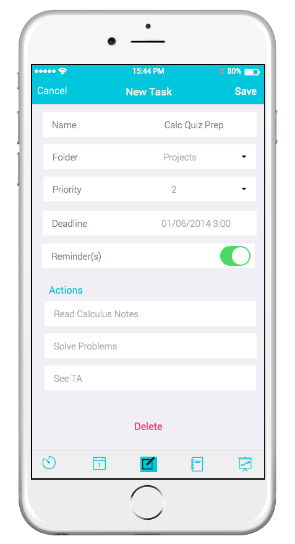 15:44 PM 80%
Cancel New Task Save
Name Calc Quiz Prep
Folder Projects
Priority 2
Deadline 01/06/2014 3:00
Reminder(s)
Actions
Read Calculus Notes
Solve Problems
See TA
Delete
1